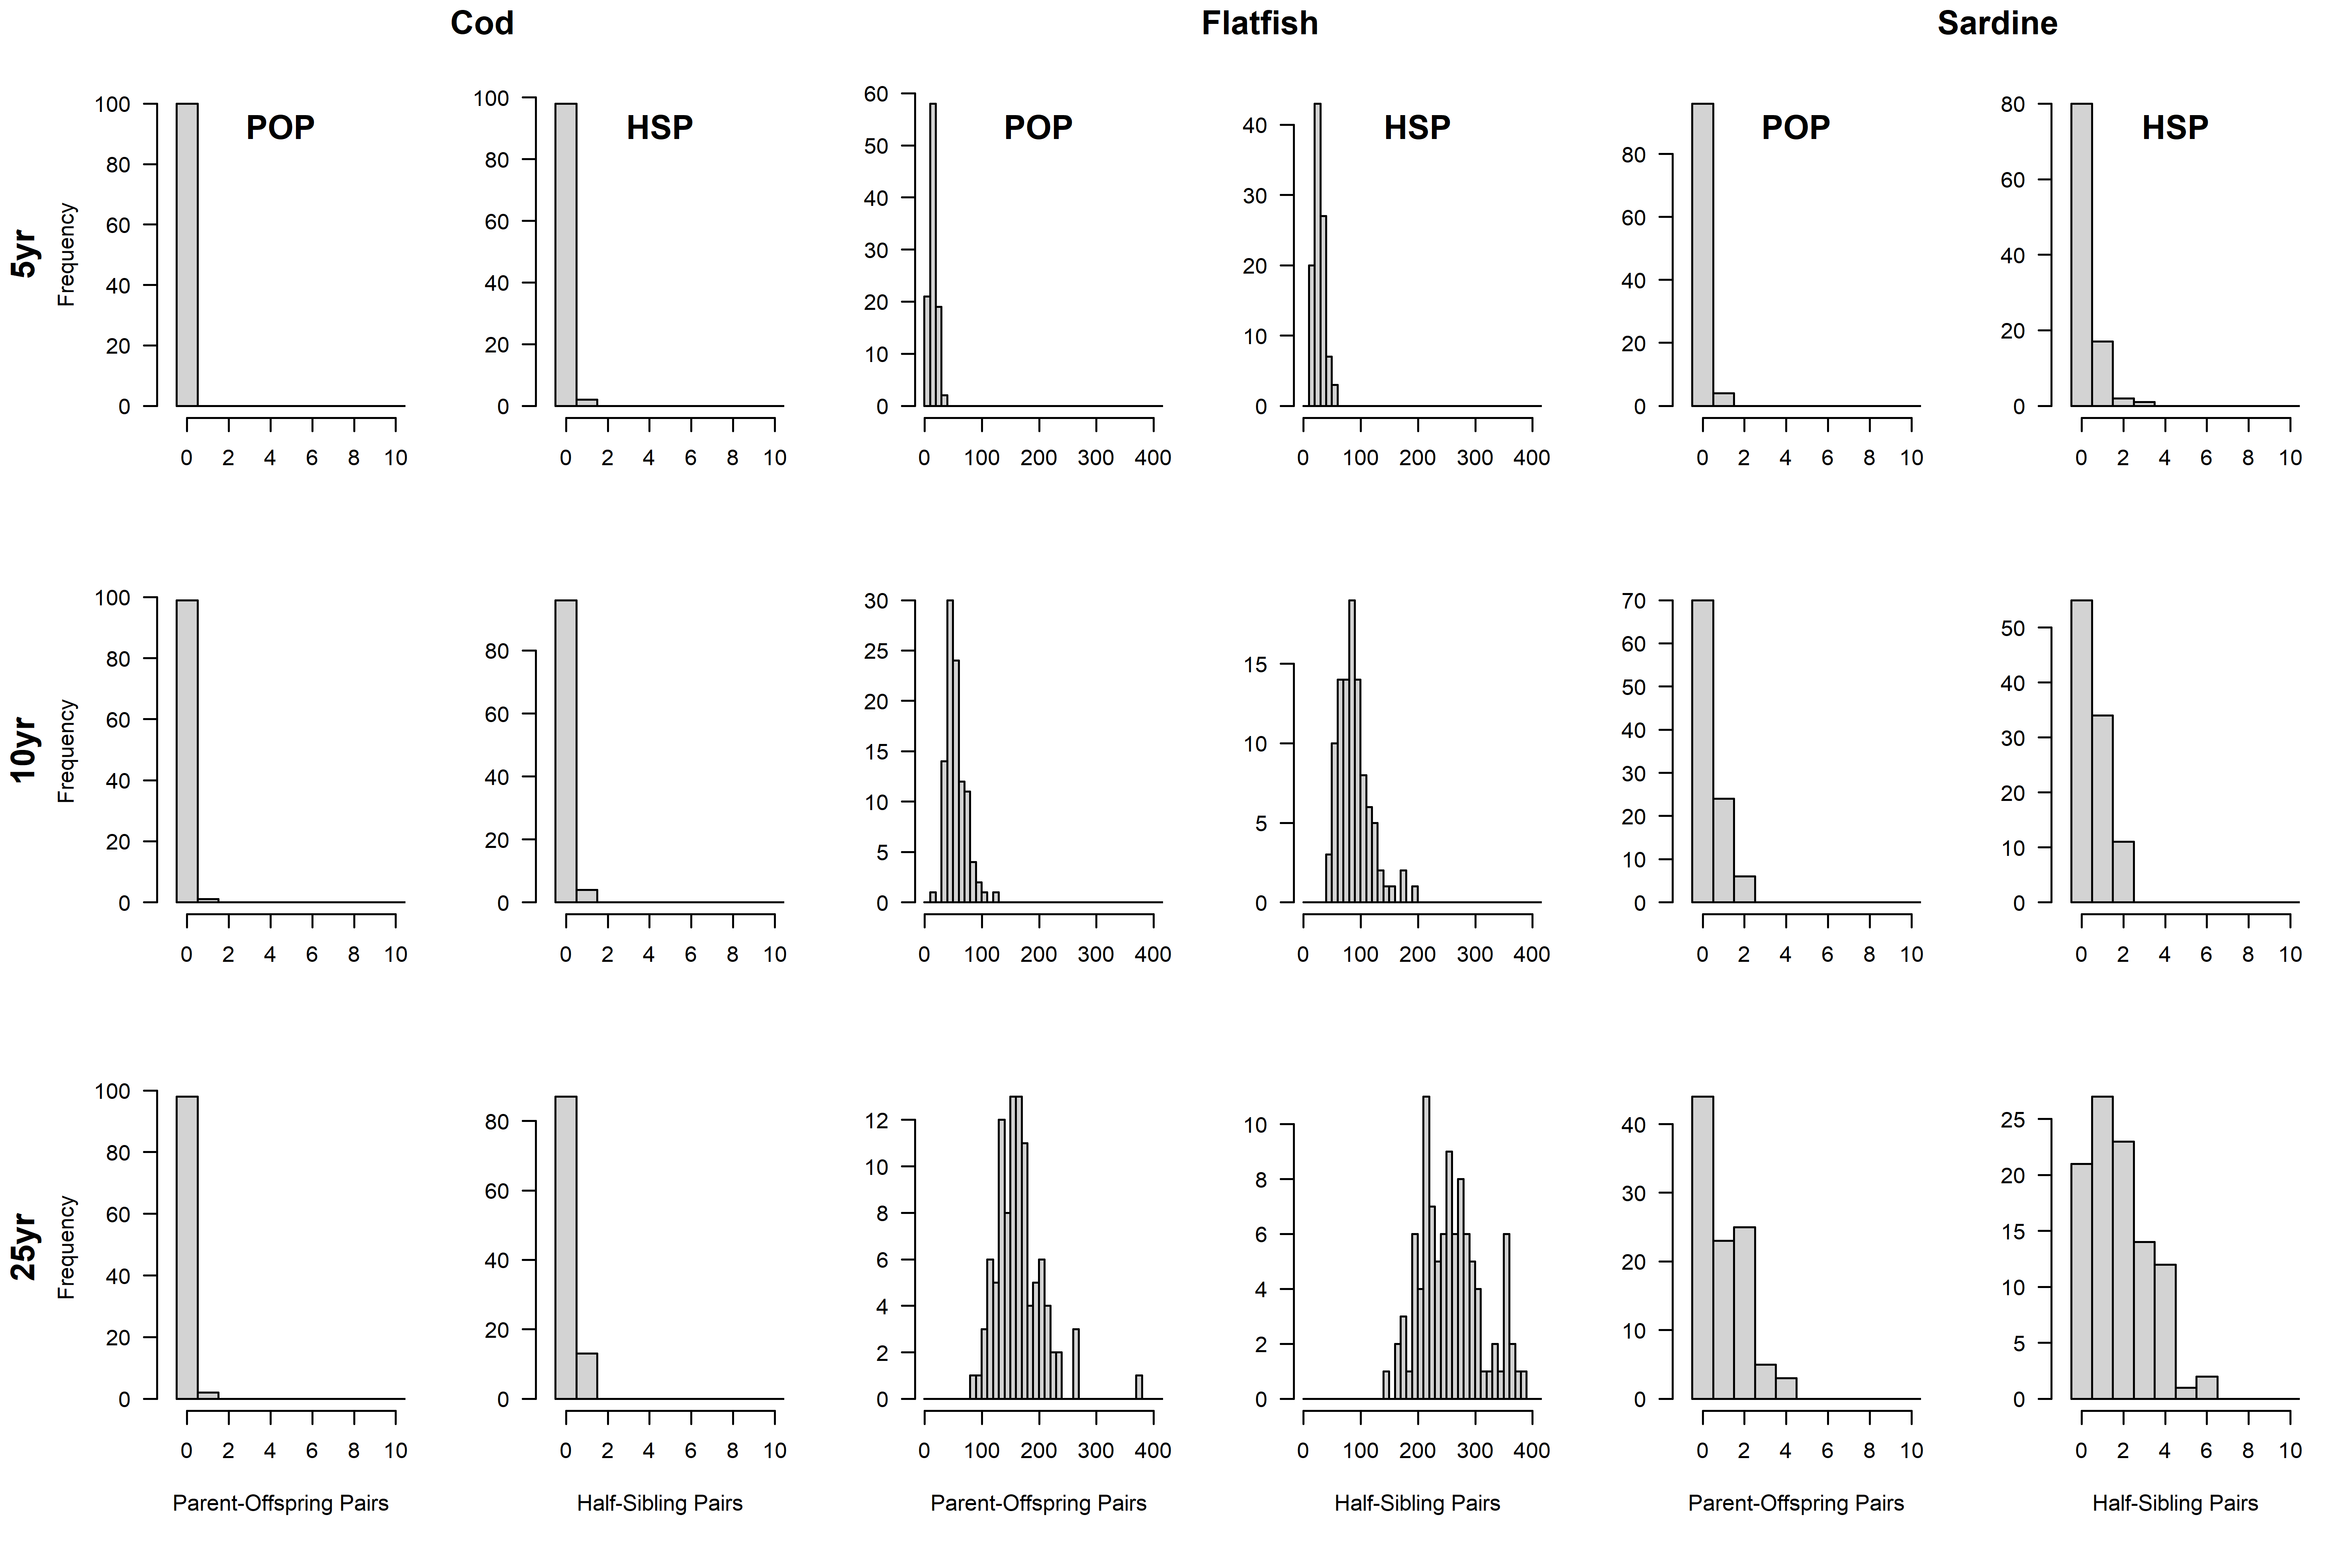 Cod Flatfish Sardine
POP HSP POP HSP POP HSP
5yr
Frequency
100 80 60 40 20 0
0 2 4 6 8 10
100 80 60 40 20 0
0 2 4 6 8 10
60 50 40 30 20 10 0
0 100 200 300 400
40 30 20 10 0
0 100 200 300 400
80 60 40 20 0
0 2 4 6 8 10
80 60 40 20 0
0 2 4 6 8 10
10yr
Frequency
100 80 60 40 20 0
0 2 4 6 8 10
80 60 40 20 0
0 2 4 6 8 10
30 25 20 15 10 5 0
0 100 200 300 400
15 10 5 0
0 100 200 300 400
70 60 50 40 30 20 10 0
0 2 4 6 8 10
50 40 30 20 10 0
0 2 4 6 8 10
25yr
Frequency
100 80 60 40 20 0
0 2 4 6 8 10
Parent-Offspring Pairs
80 60 40 20 0
0 2 4 6 8 10
Half-Sibling Pairs
12 10 8 6 4 2 0
0 100 200 300 400
Parent-Offspring Pairs
10 8 6 4 2 0
0 100 200 300 400
Half-Sibling Pairs
40 30 20 10 0
0 2 4 6 8 10
Parent-Offspring Pairs
25 20 15 10 5 0
0 2 4 6 8 10
Half-Sibling Pairs